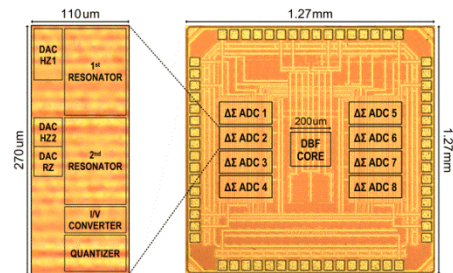 110um
1.27mm
DAC
HZ1
1st
RESONATOR
270um
DAC
HZ2
DAC
RZ
2nd
RESONATOR
I/V
CONVERTER
QUANTIZER
ΔΣ ADC 1
ΔΣ ADC 2
ΔΣ ADC 3
ΔΣ ADC 4
200um
DBF
CORE
ΔΣ ADC 5
ΔΣ ADC 6
ΔΣ ADC 7
ΔΣ ADC 8
1.27mm